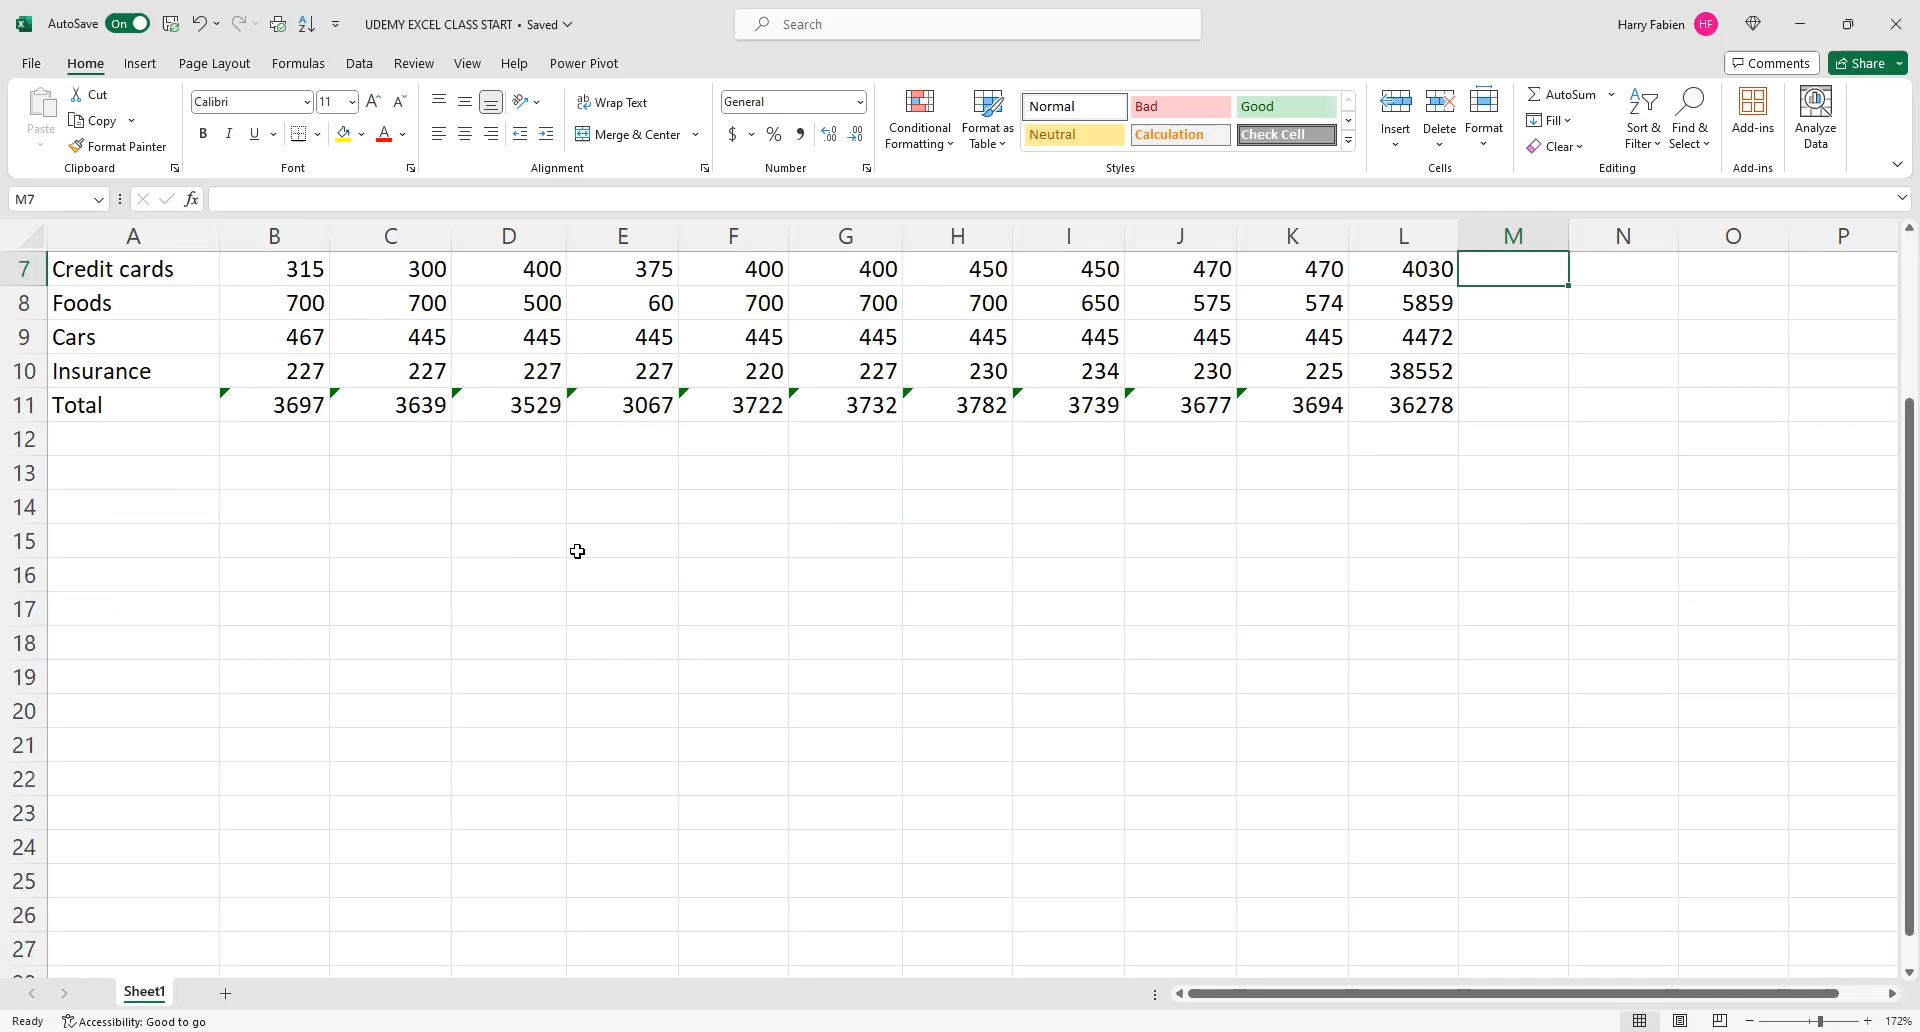 AutoSave On UDEMY EXCEL CLASS START • Saved Search Harry Fabien HF
File Home Insert Page Layout Formulas Data Review View Help Power Pivot Comments Share
Paste Cut Copy Format Painter Clipboard
Calibri 11 B I U A Font
Wrap Text Merge & Center Alignment
General $ % Number
Conditional Formatting Format as Table Normal Bad Good Neutral Calculation Check Cell Styles
Insert Delete Format Cells
AutoSum Fill Clear Sort & Filter Find & Select Editing
Add-ins Add-ins
Analyze Data
M7 fx
A B C D E F G H I J K L M N O P
7 Credit cards 315 300 400 375 400 400 450 450 470 470 4030
8 Foods 700 700 500 60 700 700 700 650 575 574 5859
9 Cars 467 445 445 445 445 445 445 445 445 445 4472
10 Insurance 227 227 227 227 220 227 230 234 230 225 38552
11 Total 3697 3639 3529 3067 3722 3732 3782 3739 3677 3694 36278
12
13
14
15
16
17
18
19
20
21
22
23
24
25
26
27
Sheet1
Ready Accessibility: Good to go 172%